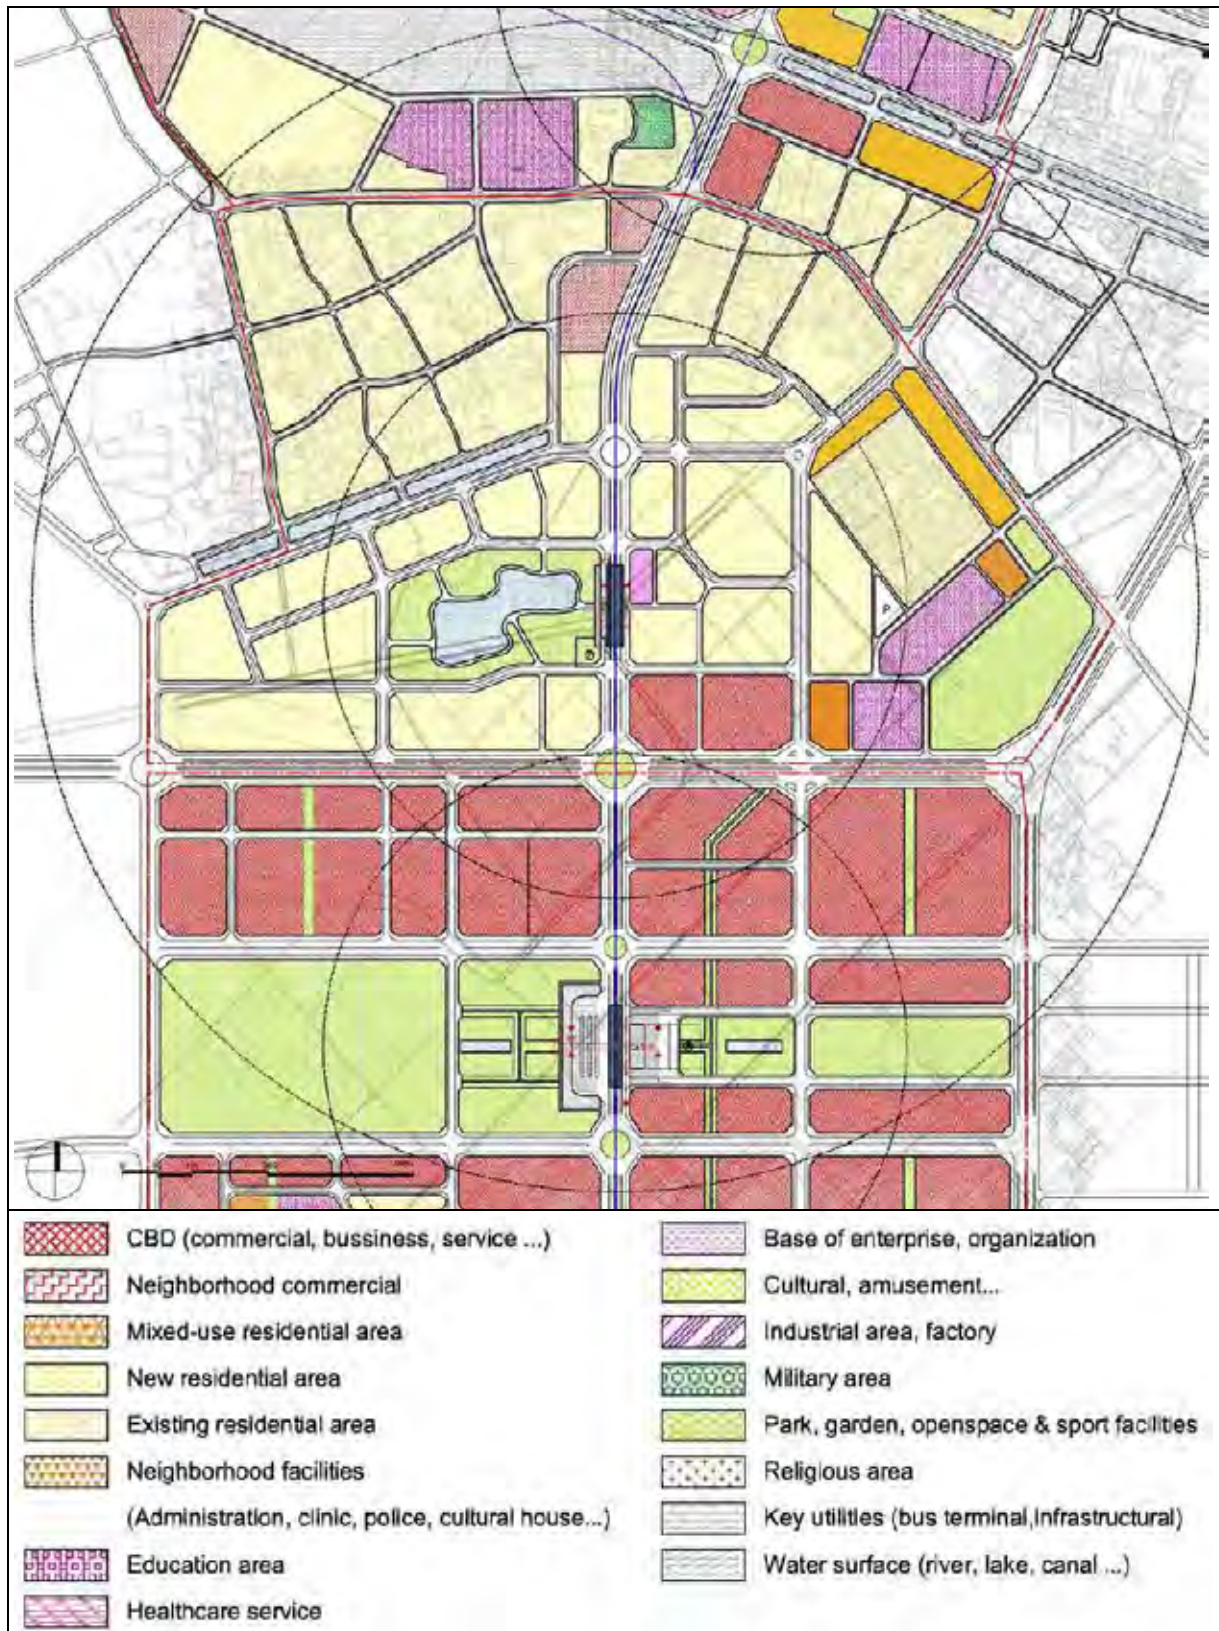 P
CBD (commercial, bussiness, service ...)
Neighborhood commercial
Mixed-use residential area
New residential area
Existing residential area
Neighborhood facilities
(Administration, clinic, police, cultural house...)
Education area
Healthcare service
Base of enterprise, organization
Cultural, amusement...
Industrial area, factory
Military area
Park, garden, openspace & sport facilities
Religious area
Key utilities (bus terminal,Infrastructural)
Water surface (river, lake, canal ...)